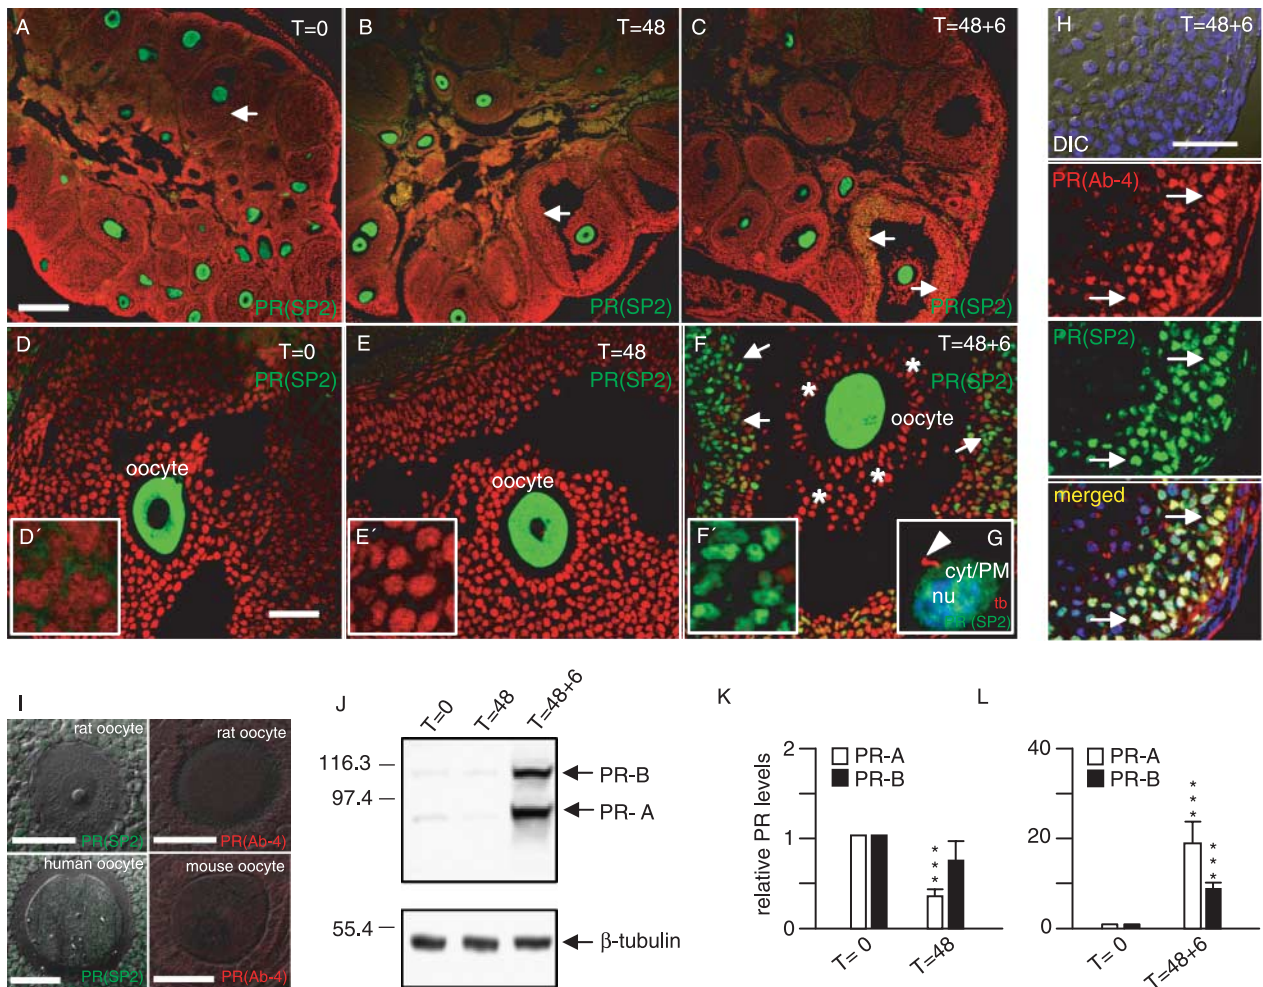 A T=0
B T=48
C T=48+6
H T=48+6
DIC
PR(SP2)
PR(SP2)
PR(SP2)
PR(Ab-4)
D T=0
PR(SP2)
E T=48
PR(SP2)
F T=48+6
PR(SP2)
PR(SP2)
oocyte
oocyte
* * * *
oocyte
D´
E´
F´
G
cyt/PM
nu
tb
PR (SP2)
merged
I
rat oocyte
PR(SP2)
rat oocyte
PR(Ab-4)
human oocyte
PR(SP2)
mouse oocyte
PR(Ab-4)
J
T=0
T=48
T=48+6
116.3
97.4
55.4
PR-B
PR- A
β-tubulin
K
relative PR levels
2
1
0
PR-A
PR-B
***
T= 0
T=48
L
40
20
0
PR-A
PR-B
***
***
T= 0
T=48+6